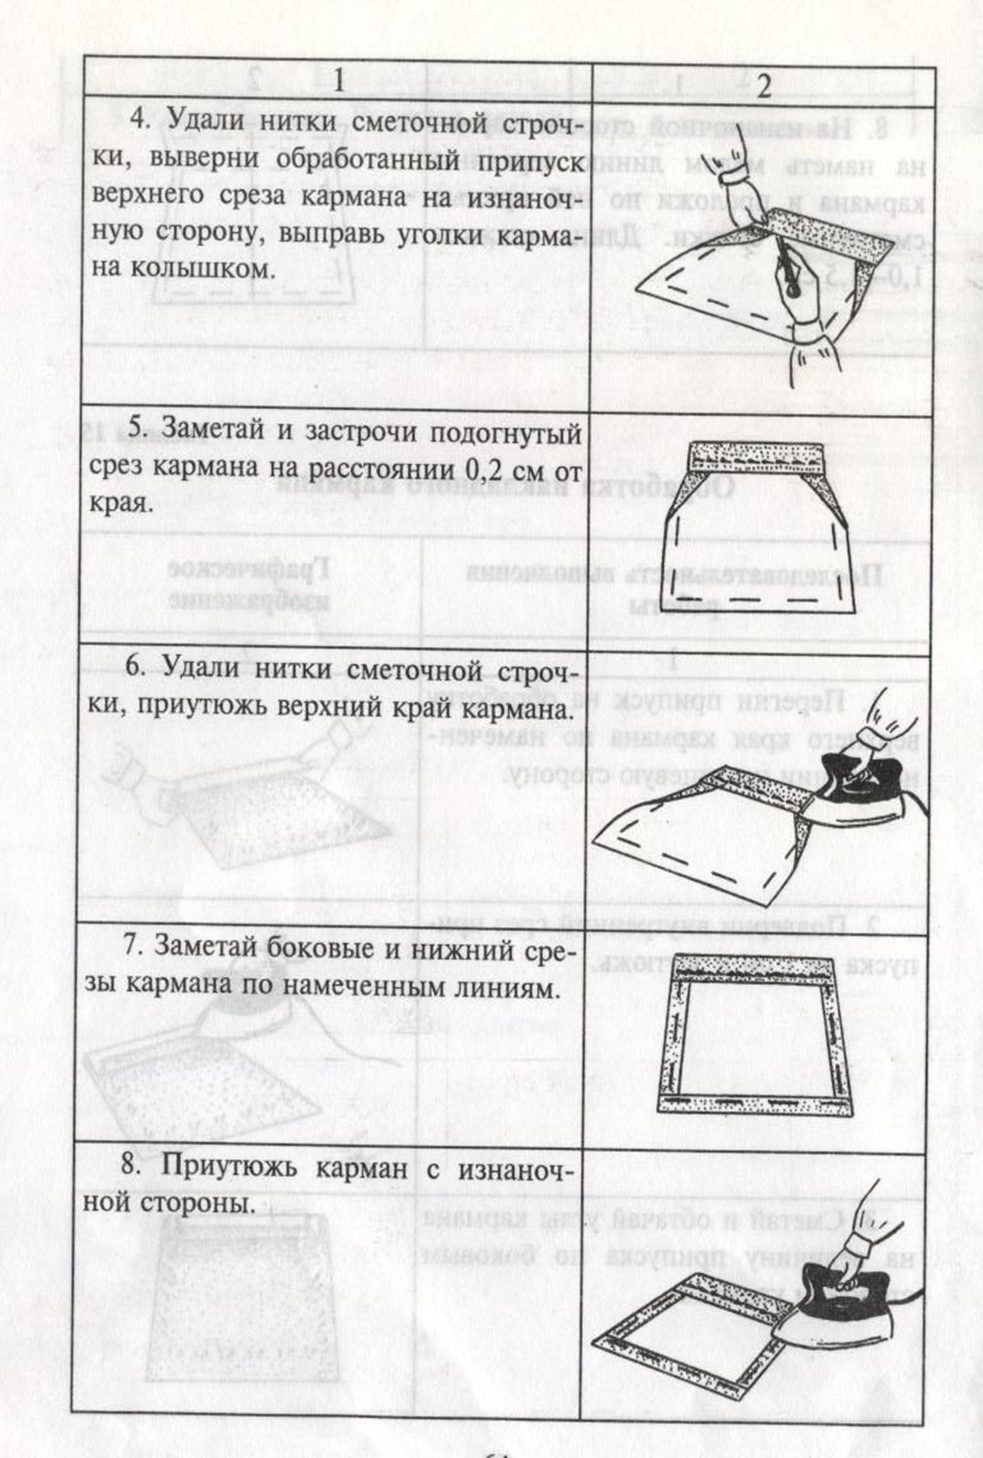 1
2
4. Удали нитки сметочной строч-
ки, выверни обработанный припуск
верхнего среза кармана на изнаноч-
ную сторону, выправь уголки карма-
на колышком.
5. Заметай и застрочи подогнутый
срез кармана на расстоянии 0,2 см от
края.
6. Удали нитки сметочной строч-
ки, приутюжь верхний край кармана.
7. Заметай боковые и нижний сре-
зы кармана по намеченным линиям.
8. Приутюжь карман с изнаноч-
ной стороны.